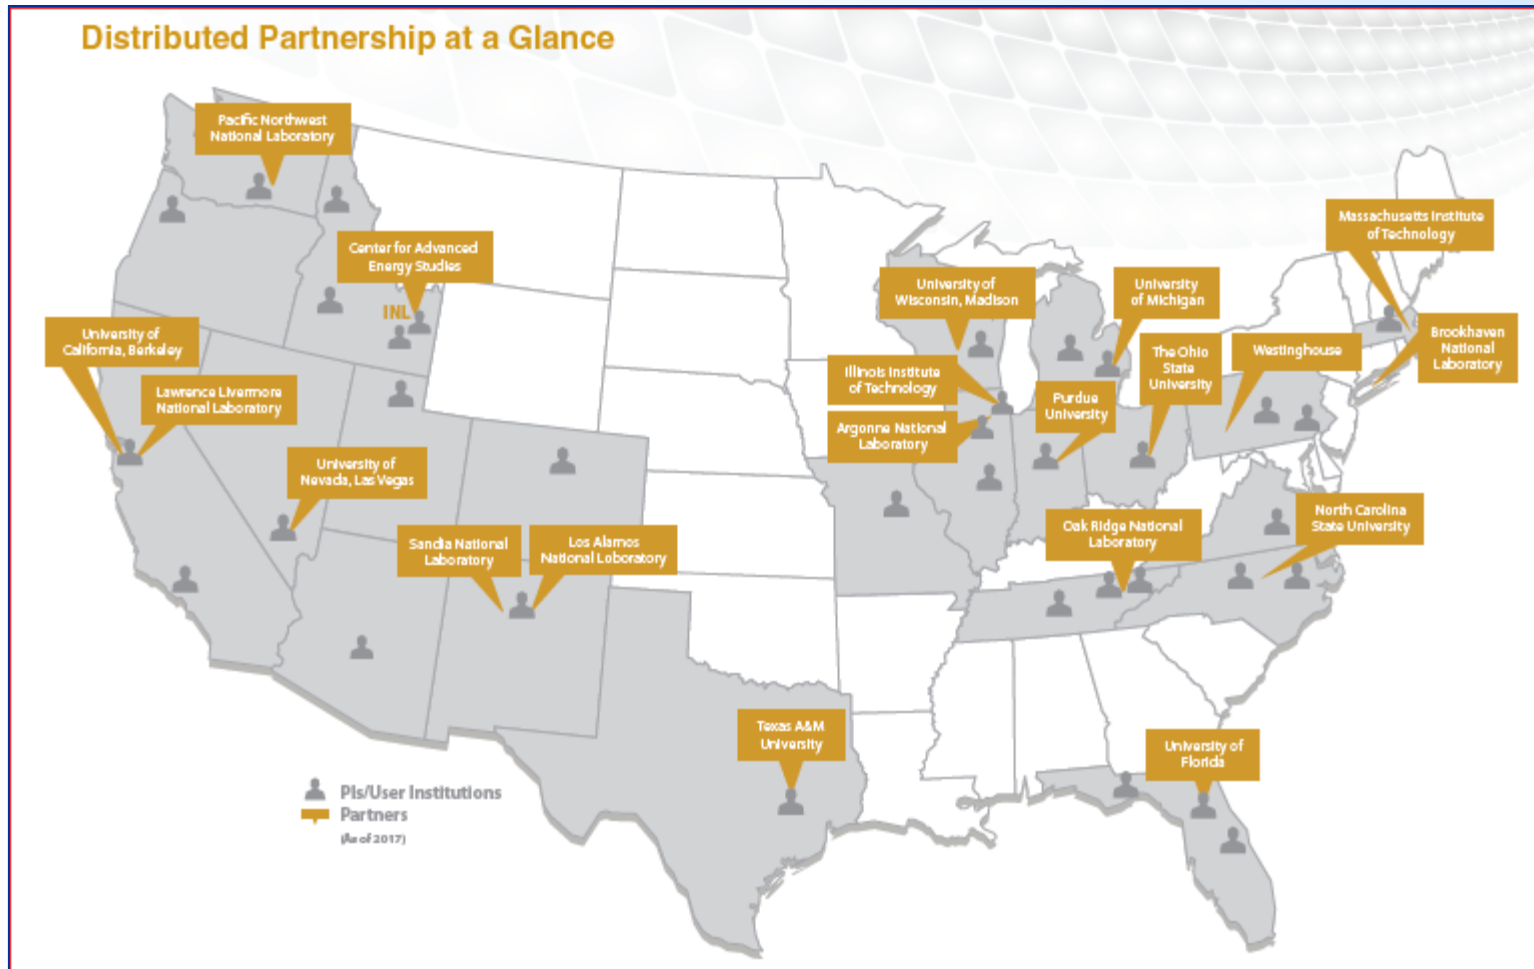 Distributed Partnership at a Glance
Pacific Northwest
National Laboratory
Center for Advanced
Energy Studies
INL
University of
California, Berkeley
Lawrence Livermore
National Laboratory
University of
Nevada, Las Vegas
Sandia National
Laboratory
Los Alamos
National Loboratory
Texas A&M
University
University of
Wisconsin, Madison
Illinois Institute
of Technology
Argonne National
Laboratory
University
of Michigan
Purdue
University
The Ohio
State
University
Westinghouse
Massachusetts Institute
of Technology
Brookhaven
National
Laboratory
Oak Ridge National
Laboratory
North Carolina
State University
University of
Florida
PIs/User Institutions
Partners
(As of 2017)